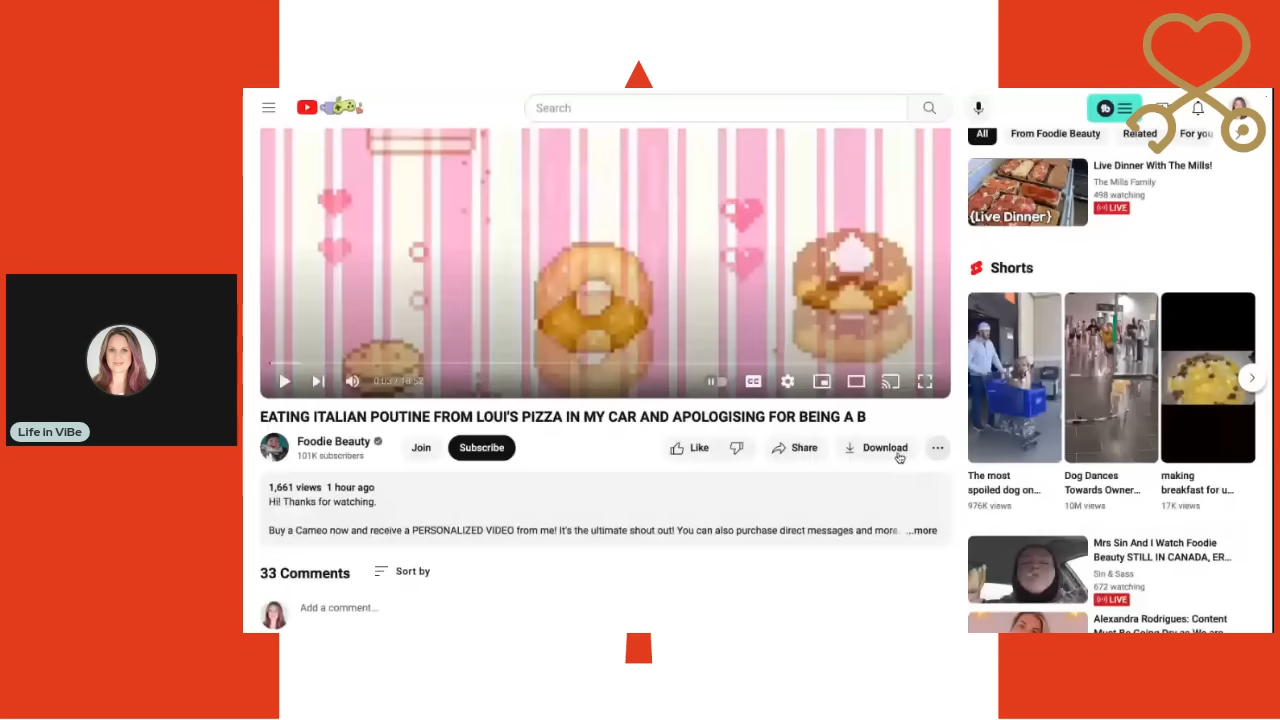 Search
All
From Foodie Beauty
Related
For you
Live Dinner With The Mills!
The Mills Family
498 watching
LIVE
{Live Dinner}
Shorts
0:03 / 18:52
CC
EATING ITALIAN POUTINE FROM LOUI'S PIZZA IN MY CAR AND APOLOGISING FOR BEING A B
Foodie Beauty
101K subscribers
Join
Subscribe
Like
Share
Download
Life in ViBe
1,661 views 1 hour ago
Hi! Thanks for watching.
Buy a Cameo now and receive a PERSONALIZED VIDEO from me! It's the ultimate shout out! You can also purchase direct messages and more. ...more
33 Comments
Sort by
Add a comment...
The most
spoiled dog on...
976K views
Dog Dances
Towards Owner...
10M views
making
breakfast for u...
17K views
Mrs Sin And I Watch Foodie
Beauty STILL IN CANADA, ER...
Sin & Sass
672 watching
LIVE
Alexandra Rodrigues: Content